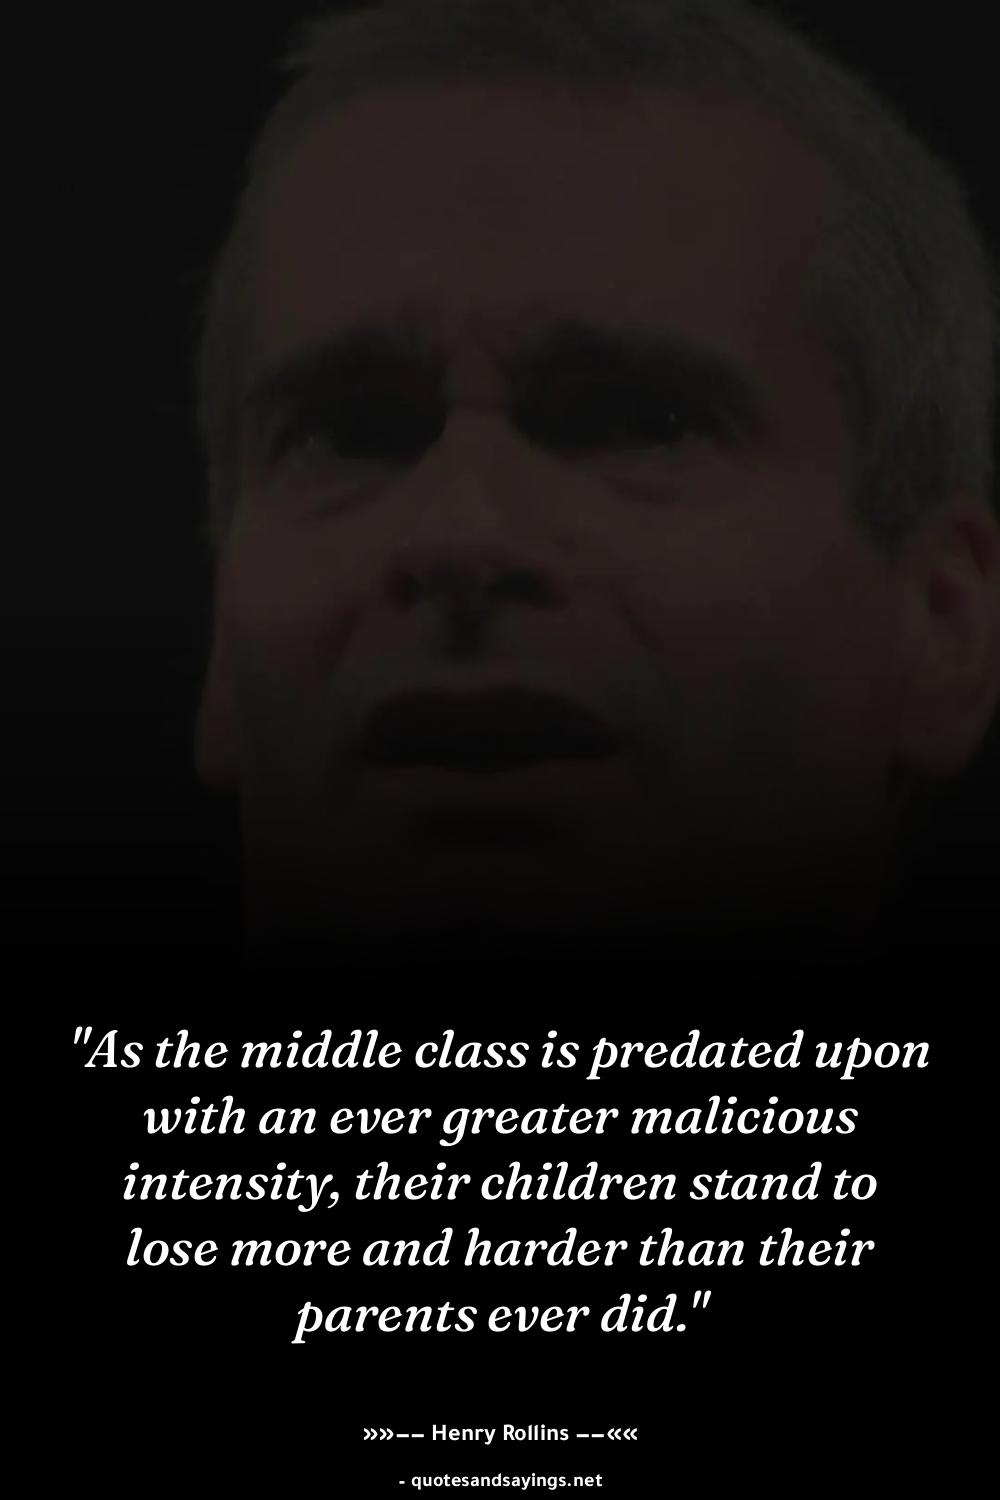 "As the middle class is predated upon
with an ever greater malicious
intensity, their children stand to
lose more and harder than their
parents ever did."
»»−− Henry Rollins −−««
- quotesandsayings.net